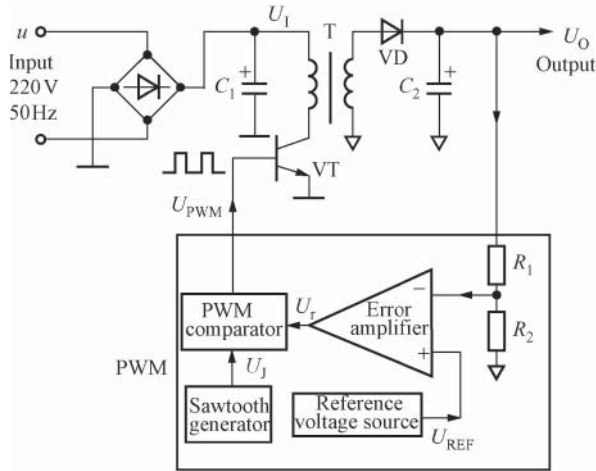 u
Input
220 V
50Hz
U_I
T
C_1
+
VD
+
C_2
U_O
Output
VT
U_PWM
PWM
PWM
comparator
U_r
Error
amplifier
−
+
R_1
R_2
U_J
Sawtooth
generator
Reference
voltage source
U_REF